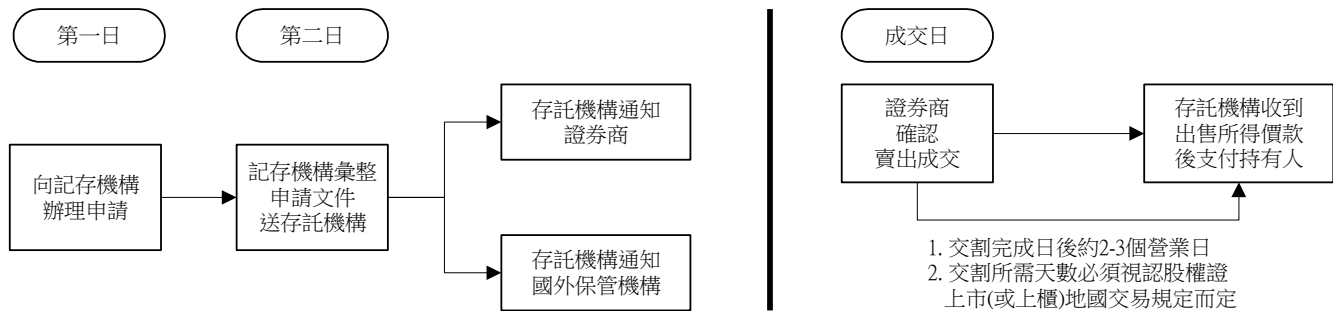 第一日
第二日
向記存機構
辦理申請
記存機構彙整
申請文件
送存託機構
存託機構通知
證券商
存託機構通知
國外保管機構
成交日
證券商
確認
賣出成交
存託機構收到
出售所得價款
後支付持有人
1. 交割完成日後約2-3個營業日
2. 交割所需天數必須視認股權證
上市(或上櫃)地國交易規定而定